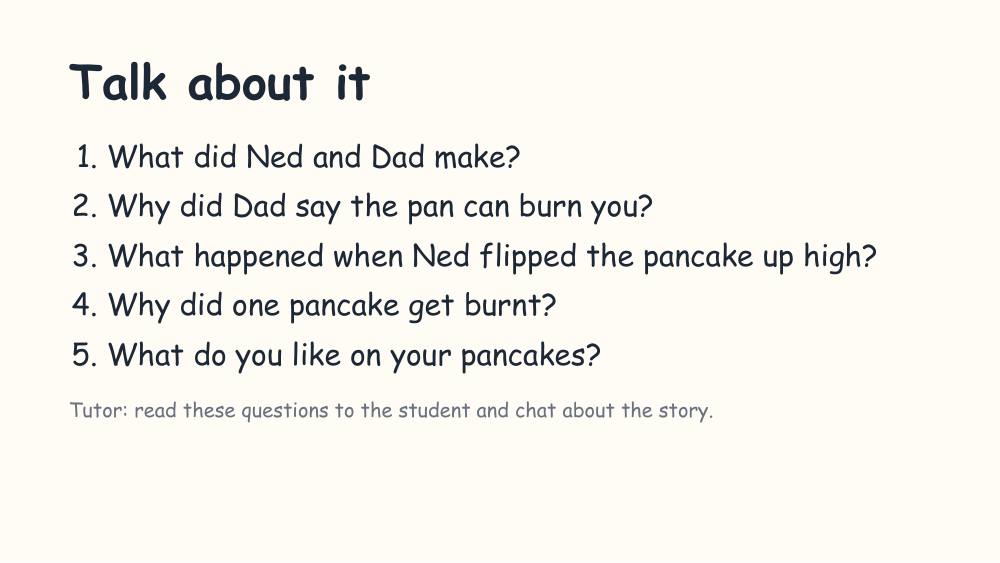 Talk about it
1. What did Ned and Dad make?
2. Why did Dad say the pan can burn you?
3. What happened when Ned flipped the pancake up high?
4. Why did one pancake get burnt?
5. What do you like on your pancakes?
Tutor: read these questions to the student and chat about the story.